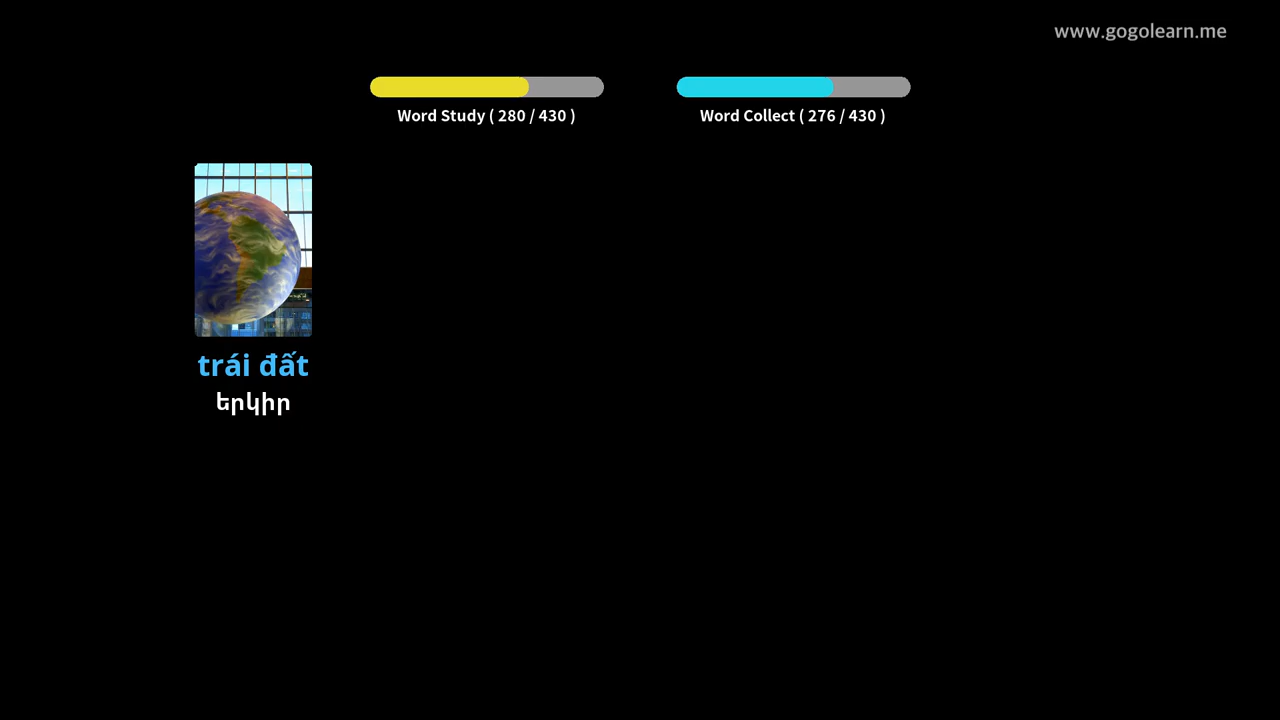 www.gogolearn.me
Word Study ( 280 / 430 )
Word Collect ( 276 / 430 )
trái đất
երկիր